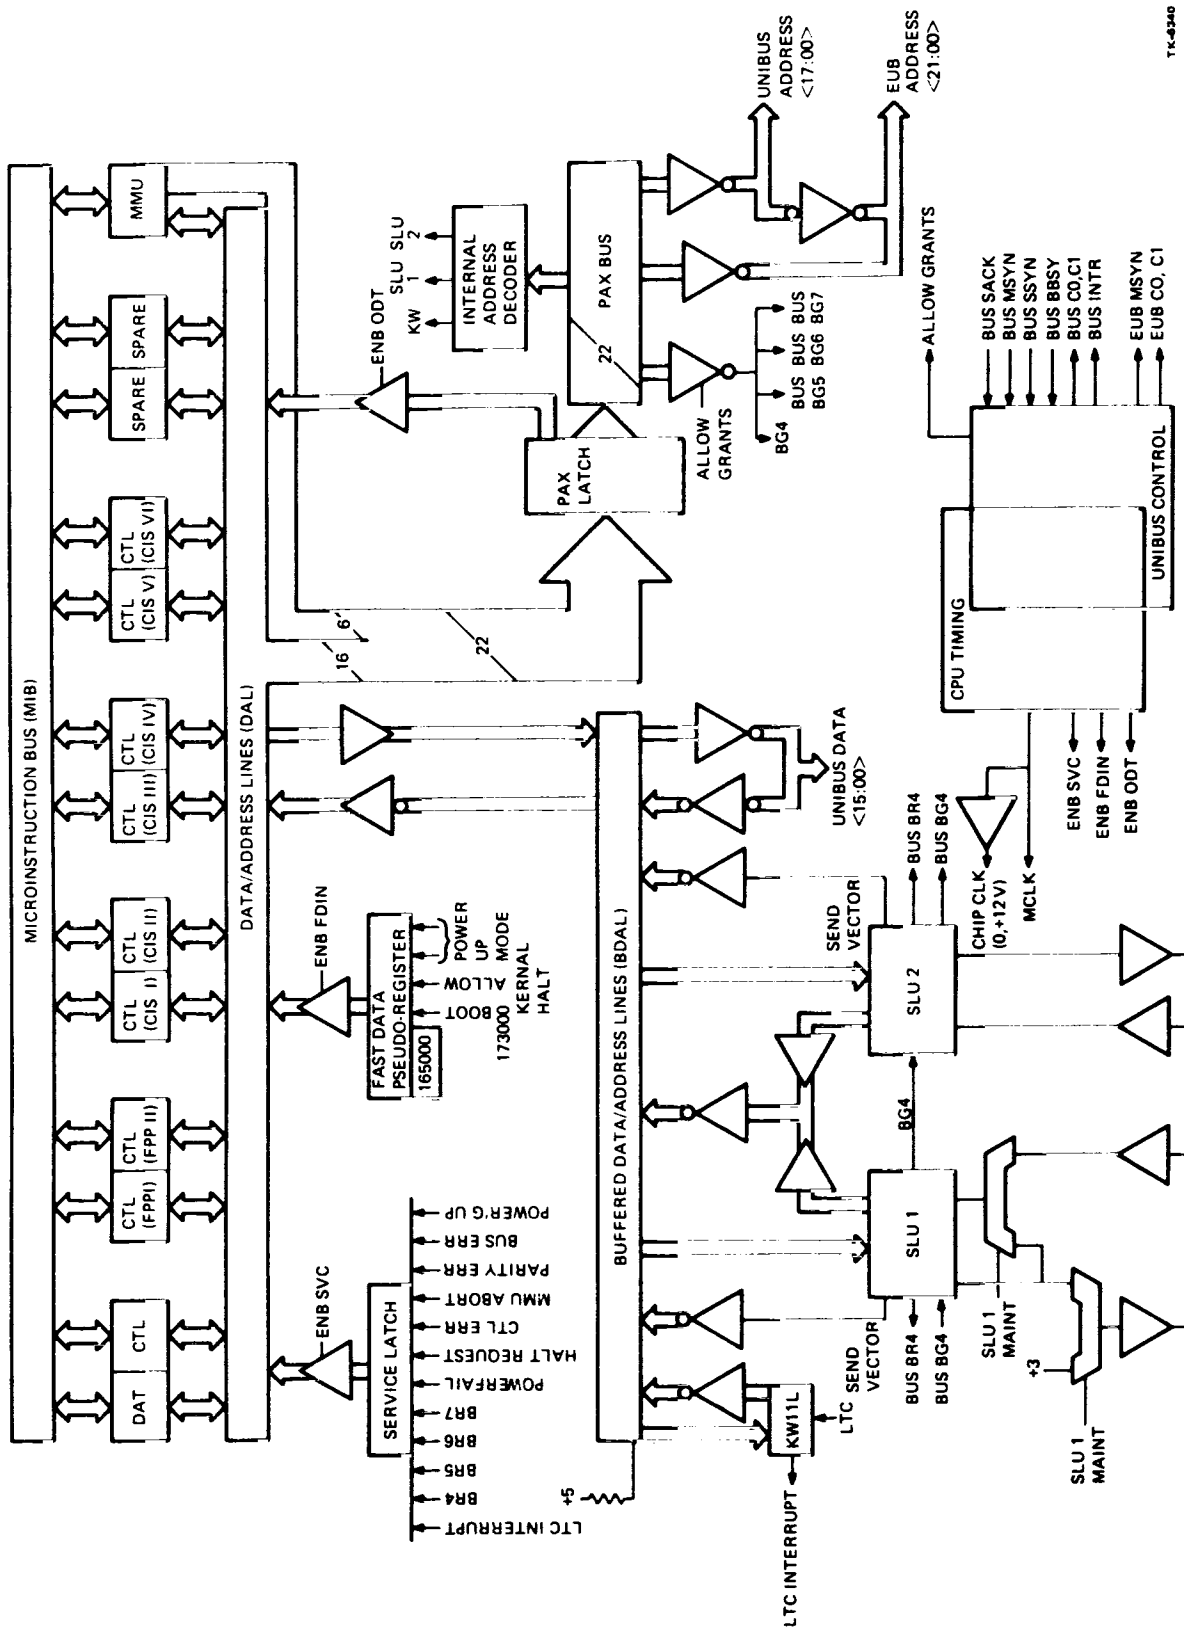 MICROINSTRUCTION BUS (MIB)
DAT
CTL
CTL
(FPPI)
CTL
(FPP II)
CTL
(CIS I)
CTL
(CIS II)
CTL
(CIS III)
CTL
(CIS IV)
CTL
(CIS V)
CTL
(CIS VI)
SPARE
SPARE
MMU
DATA/ADDRESS LINES (DAL)
ENB SVC
SERVICE LATCH
LTC INTERRUPT
BR4
BR5
BR6
BR7
POWERFAIL
HALT REQUEST
CTL ERR
MMU ABORT
PARITY ERR
BUS ERR
POWER'G UP
ENB FDIN
FAST DATA
PSEUDO-REGISTER
165000
BOOT
173000
ALLOW
KERNAL
HALT
POWER
UP
MODE
16
6
22
ENB ODT
KW
SLU
1
SLU
2
INTERNAL
ADDRESS
DECODER
PAX
LATCH
PAX BUS
22
ALLOW
GRANTS
BG4
BUS
BG5
BUS
BG6
BUS
BG7
UNIBUS
ADDRESS
<17:00>
EUB
ADDRESS
<21:00>
+5
BUFFERED DATA/ADDRESS LINES (BDAL)
UNIBUS DATA
<15:00>
LTC INTERRUPT
KW11L
LTC
SEND
VECTOR
BUS BR4
BUS BG4
SLU 1
BG4
SLU 2
SEND
VECTOR
BUS BR4
BUS BG4
SLU 1
MAINT
+3
SLU 1
MAINT
CHIP CLK
(0,+12 V)
MCLK
ENB SVC
ENB FDIN
ENB ODT
CPU TIMING
UNIBUS CONTROL
ALLOW GRANTS
BUS SACK
BUS MSYN
BUS SSYN
BUS BBSY
BUS C0,C1
BUS INTR
EUB MSYN
EUB C0, C1
TK-6340